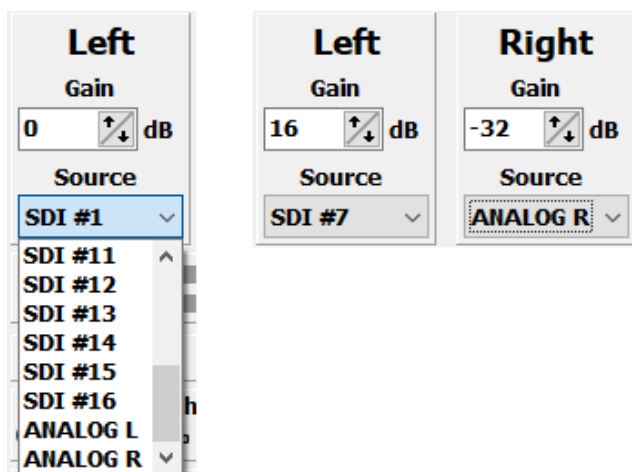 Left
Gain
0 dB
Source
SDI #1
SDI #11
SDI #12
SDI #13
SDI #14
SDI #15
SDI #16
ANALOG L
ANALOG R
Left
Gain
16 dB
Source
SDI #7
Right
Gain
-32 dB
Source
ANALOG R